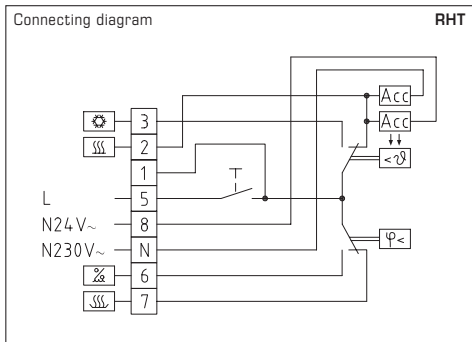 Connecting diagram
RHT
Acc
Acc
3
<ϑ
2
1
L
5
N24V~
8
N230V~
N
φ<
%
6
7